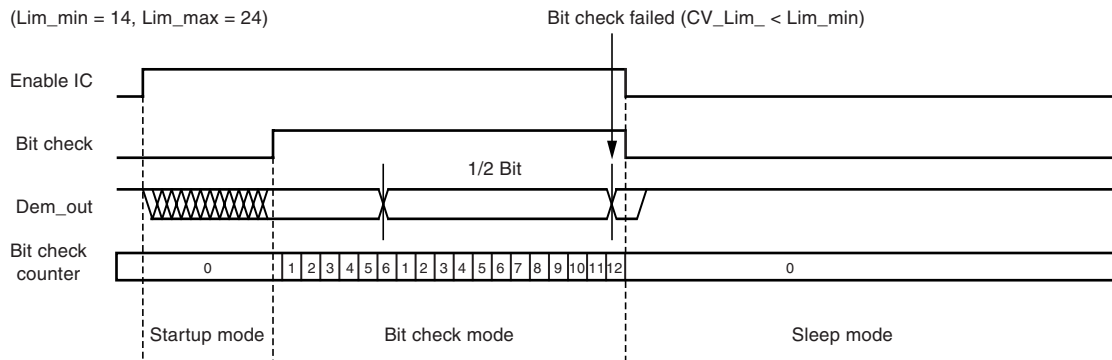 (Lim_min = 14, Lim_max = 24)
Bit check failed (CV_Lim_ < Lim_min)
Enable IC
Bit check
1/2 Bit
Dem_out
Bit check
counter
0
1 2 3 4 5 6 1 2 3 4 5 6 7 8 9 10 11 12
0
Startup mode
Bit check mode
Sleep mode